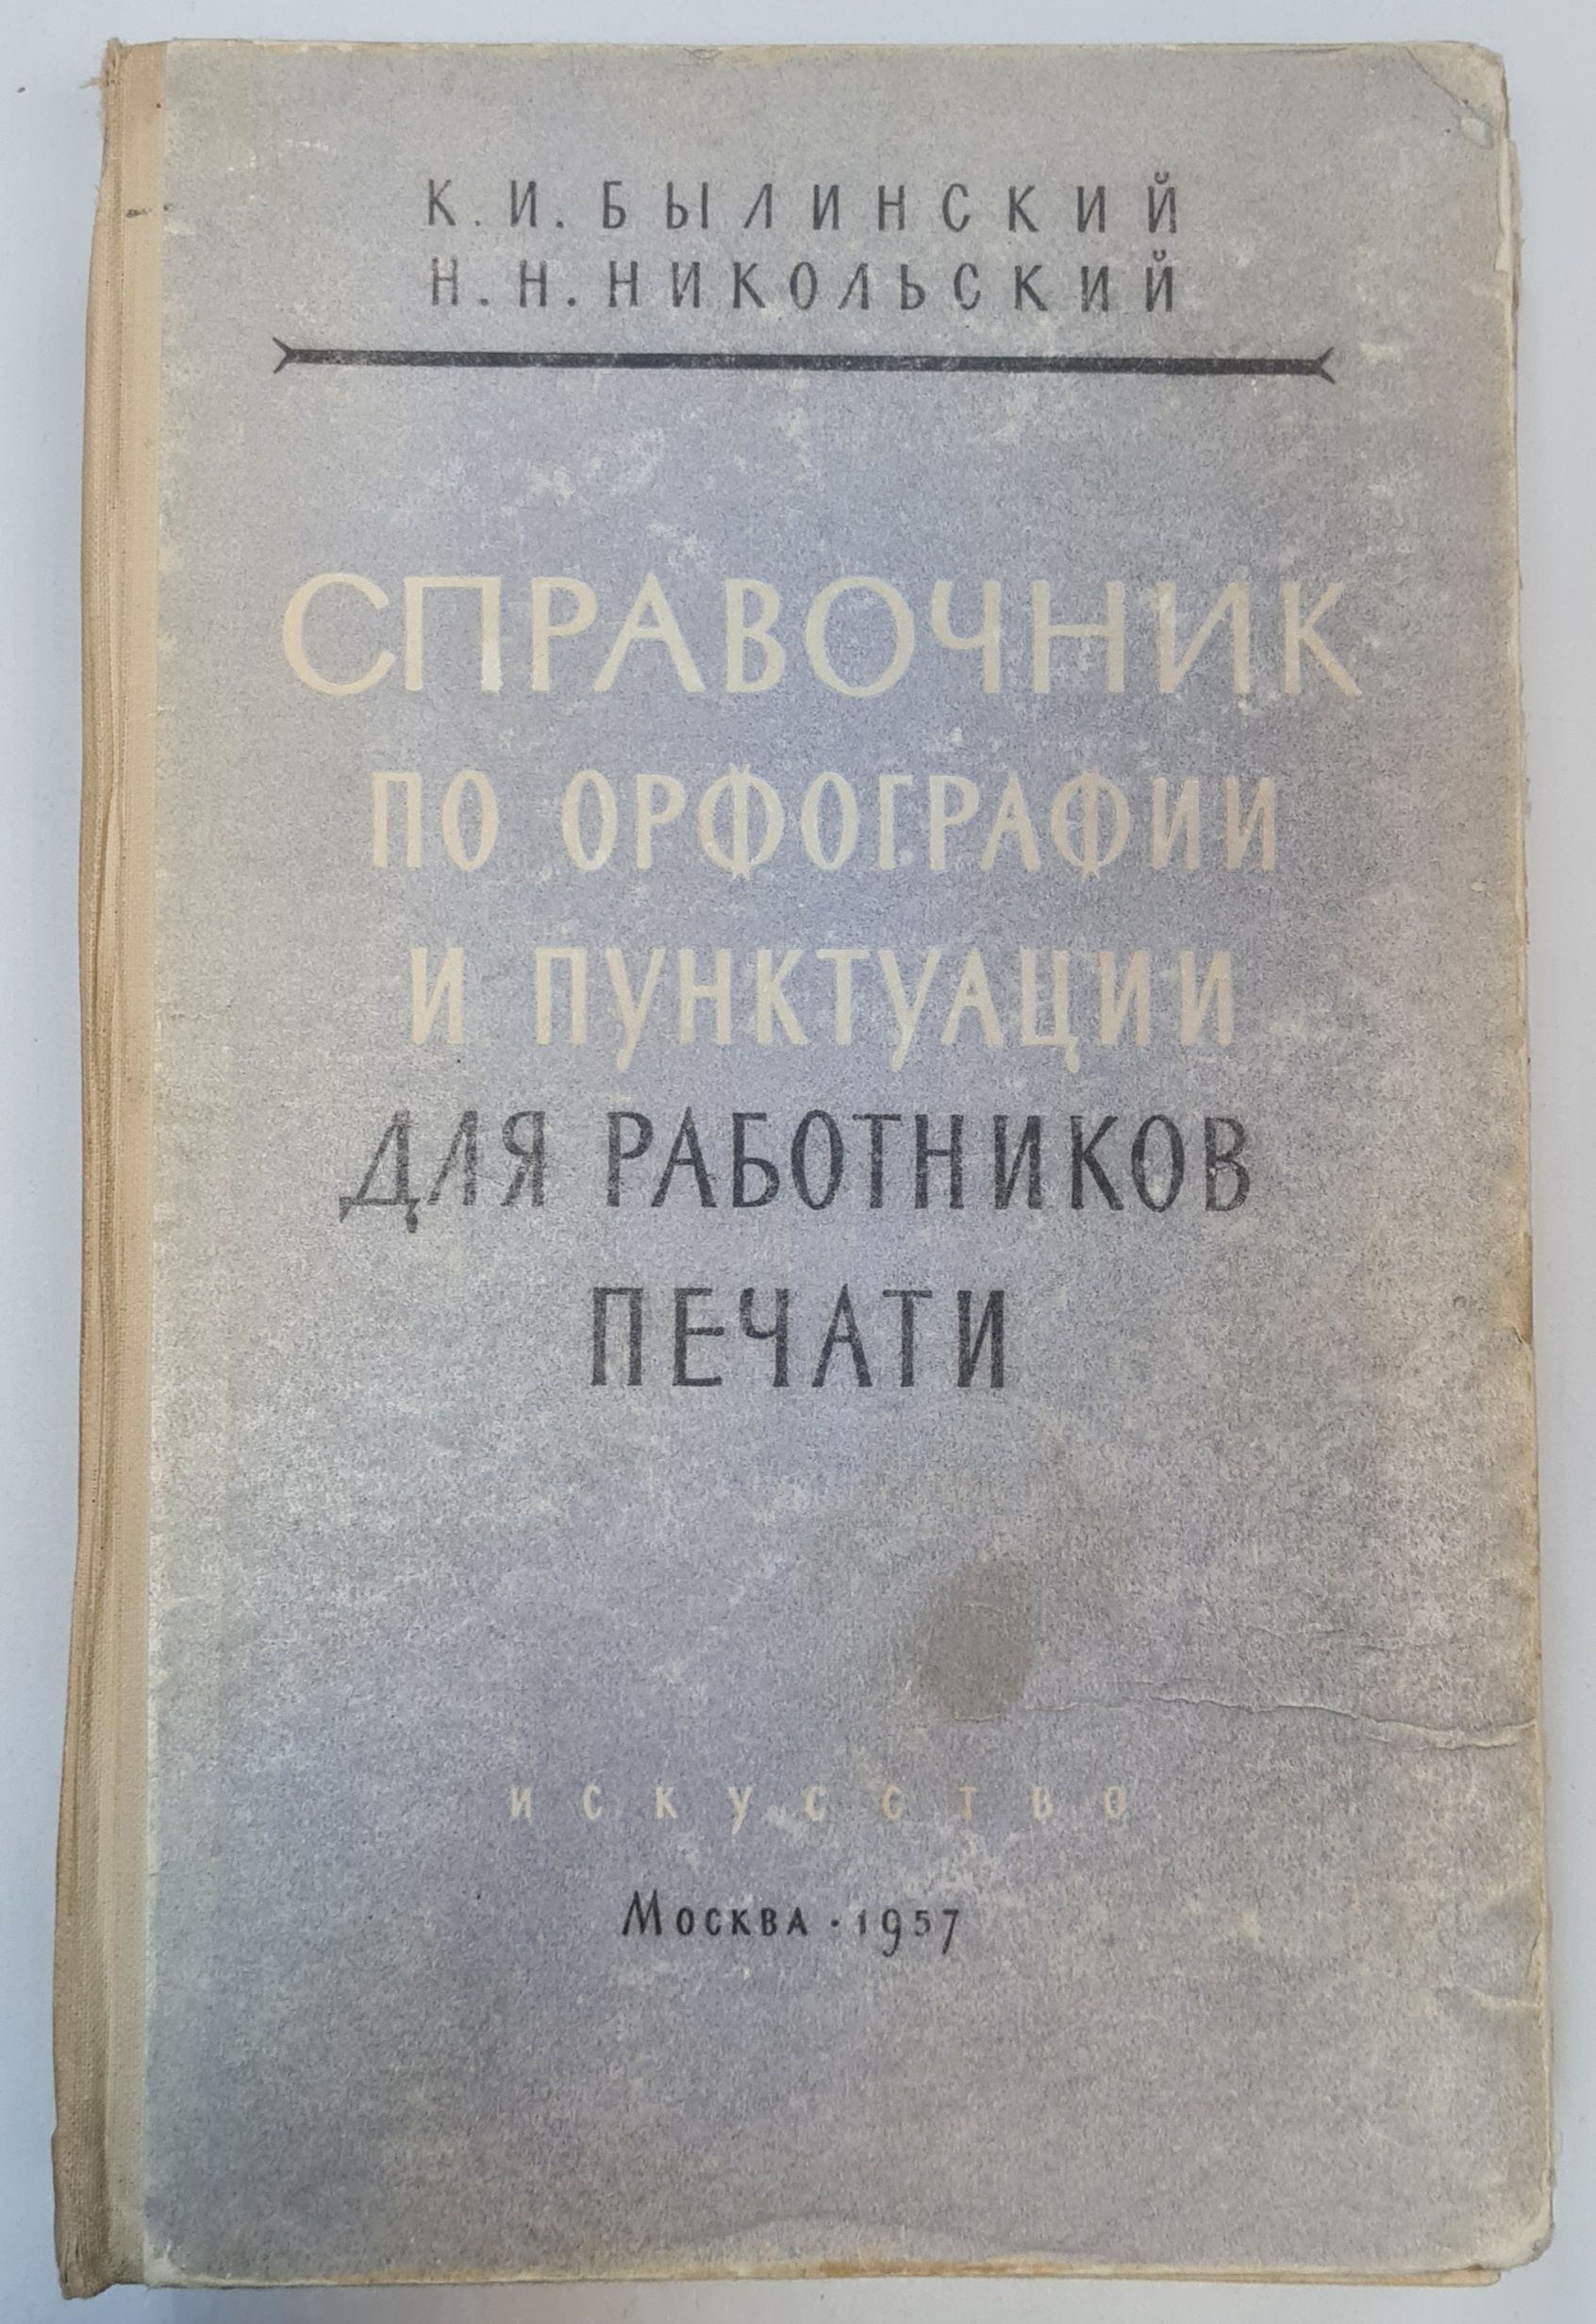 К. И. БЫЛИНСКИЙ
Н. Н. НИКОЛЬСКИЙ
СПРАВОЧНИК
ПО ОРФОГРАФИИ
И ПУНКТУАЦИИ
ДЛЯ РАБОТНИКОВ
ПЕЧАТИ
ИСКУССТВО
МОСКВА · 1957